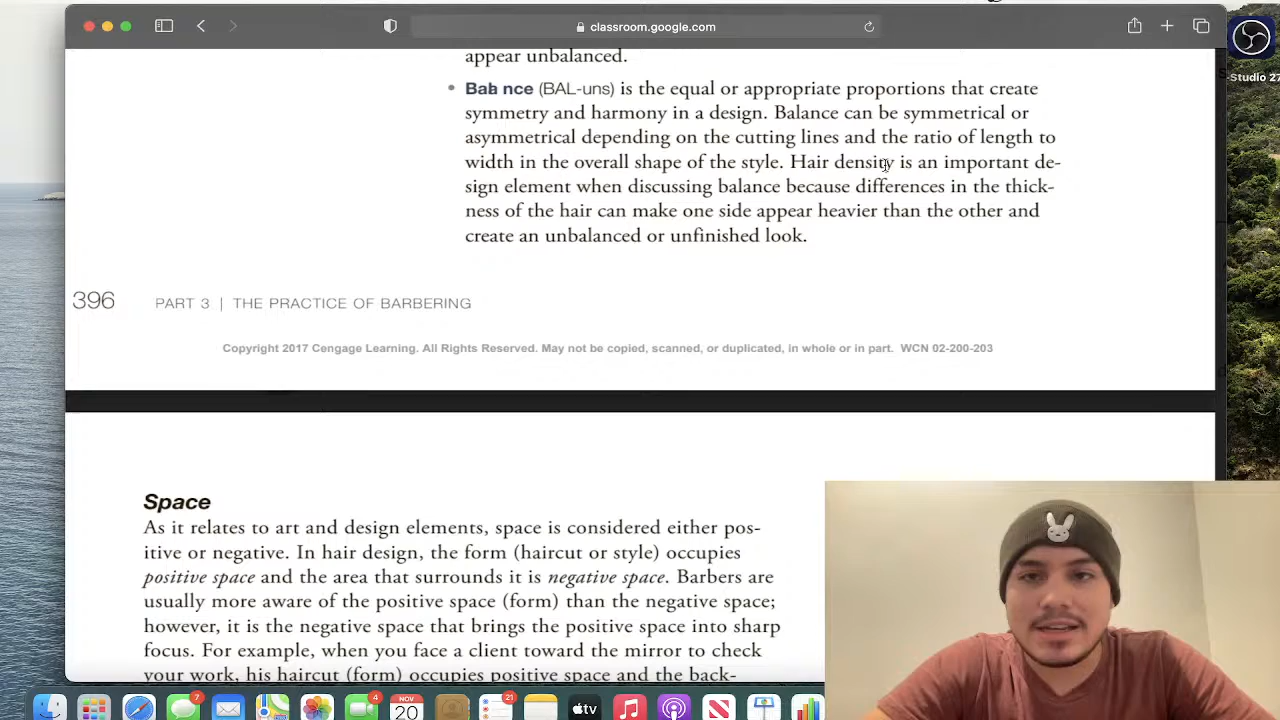 classroom.google.com
appear unbalanced.
• Balance (BAL-uns) is the equal or appropriate proportions that create
symmetry and harmony in a design. Balance can be symmetrical or
asymmetrical depending on the cutting lines and the ratio of length to
width in the overall shape of the style. Hair density is an important de-
sign element when discussing balance because differences in the thick-
ness of the hair can make one side appear heavier than the other and
create an unbalanced or unfinished look.
396 PART 3 | THE PRACTICE OF BARBERING
Copyright 2017 Cengage Learning. All Rights Reserved. May not be copied, scanned, or duplicated, in whole or in part. WCN 02-200-203
Space
As it relates to art and design elements, space is considered either pos-
itive or negative. In hair design, the form (haircut or style) occupies
positive space and the area that surrounds it is negative space. Barbers are
usually more aware of the positive space (form) than the negative space;
however, it is the negative space that brings the positive space into sharp
focus. For example, when you face a client toward the mirror to check
your work, his haircut (form) occupies positive space and the back-
Studio 27
7
4
NOV
20
21
tv